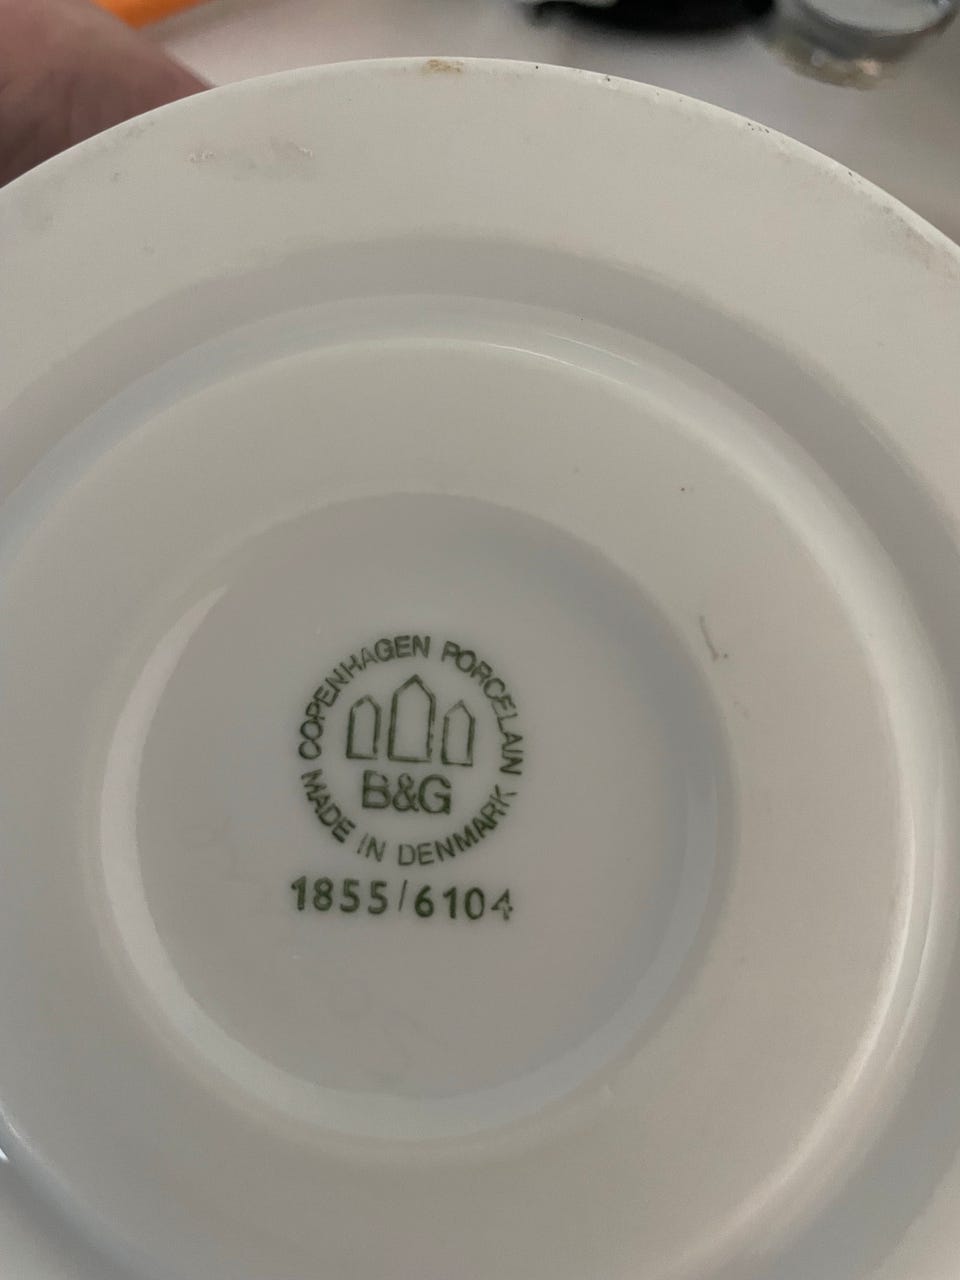 COPENHAGEN PORCELAIN
B&G
MADE IN DENMARK
1855/6104